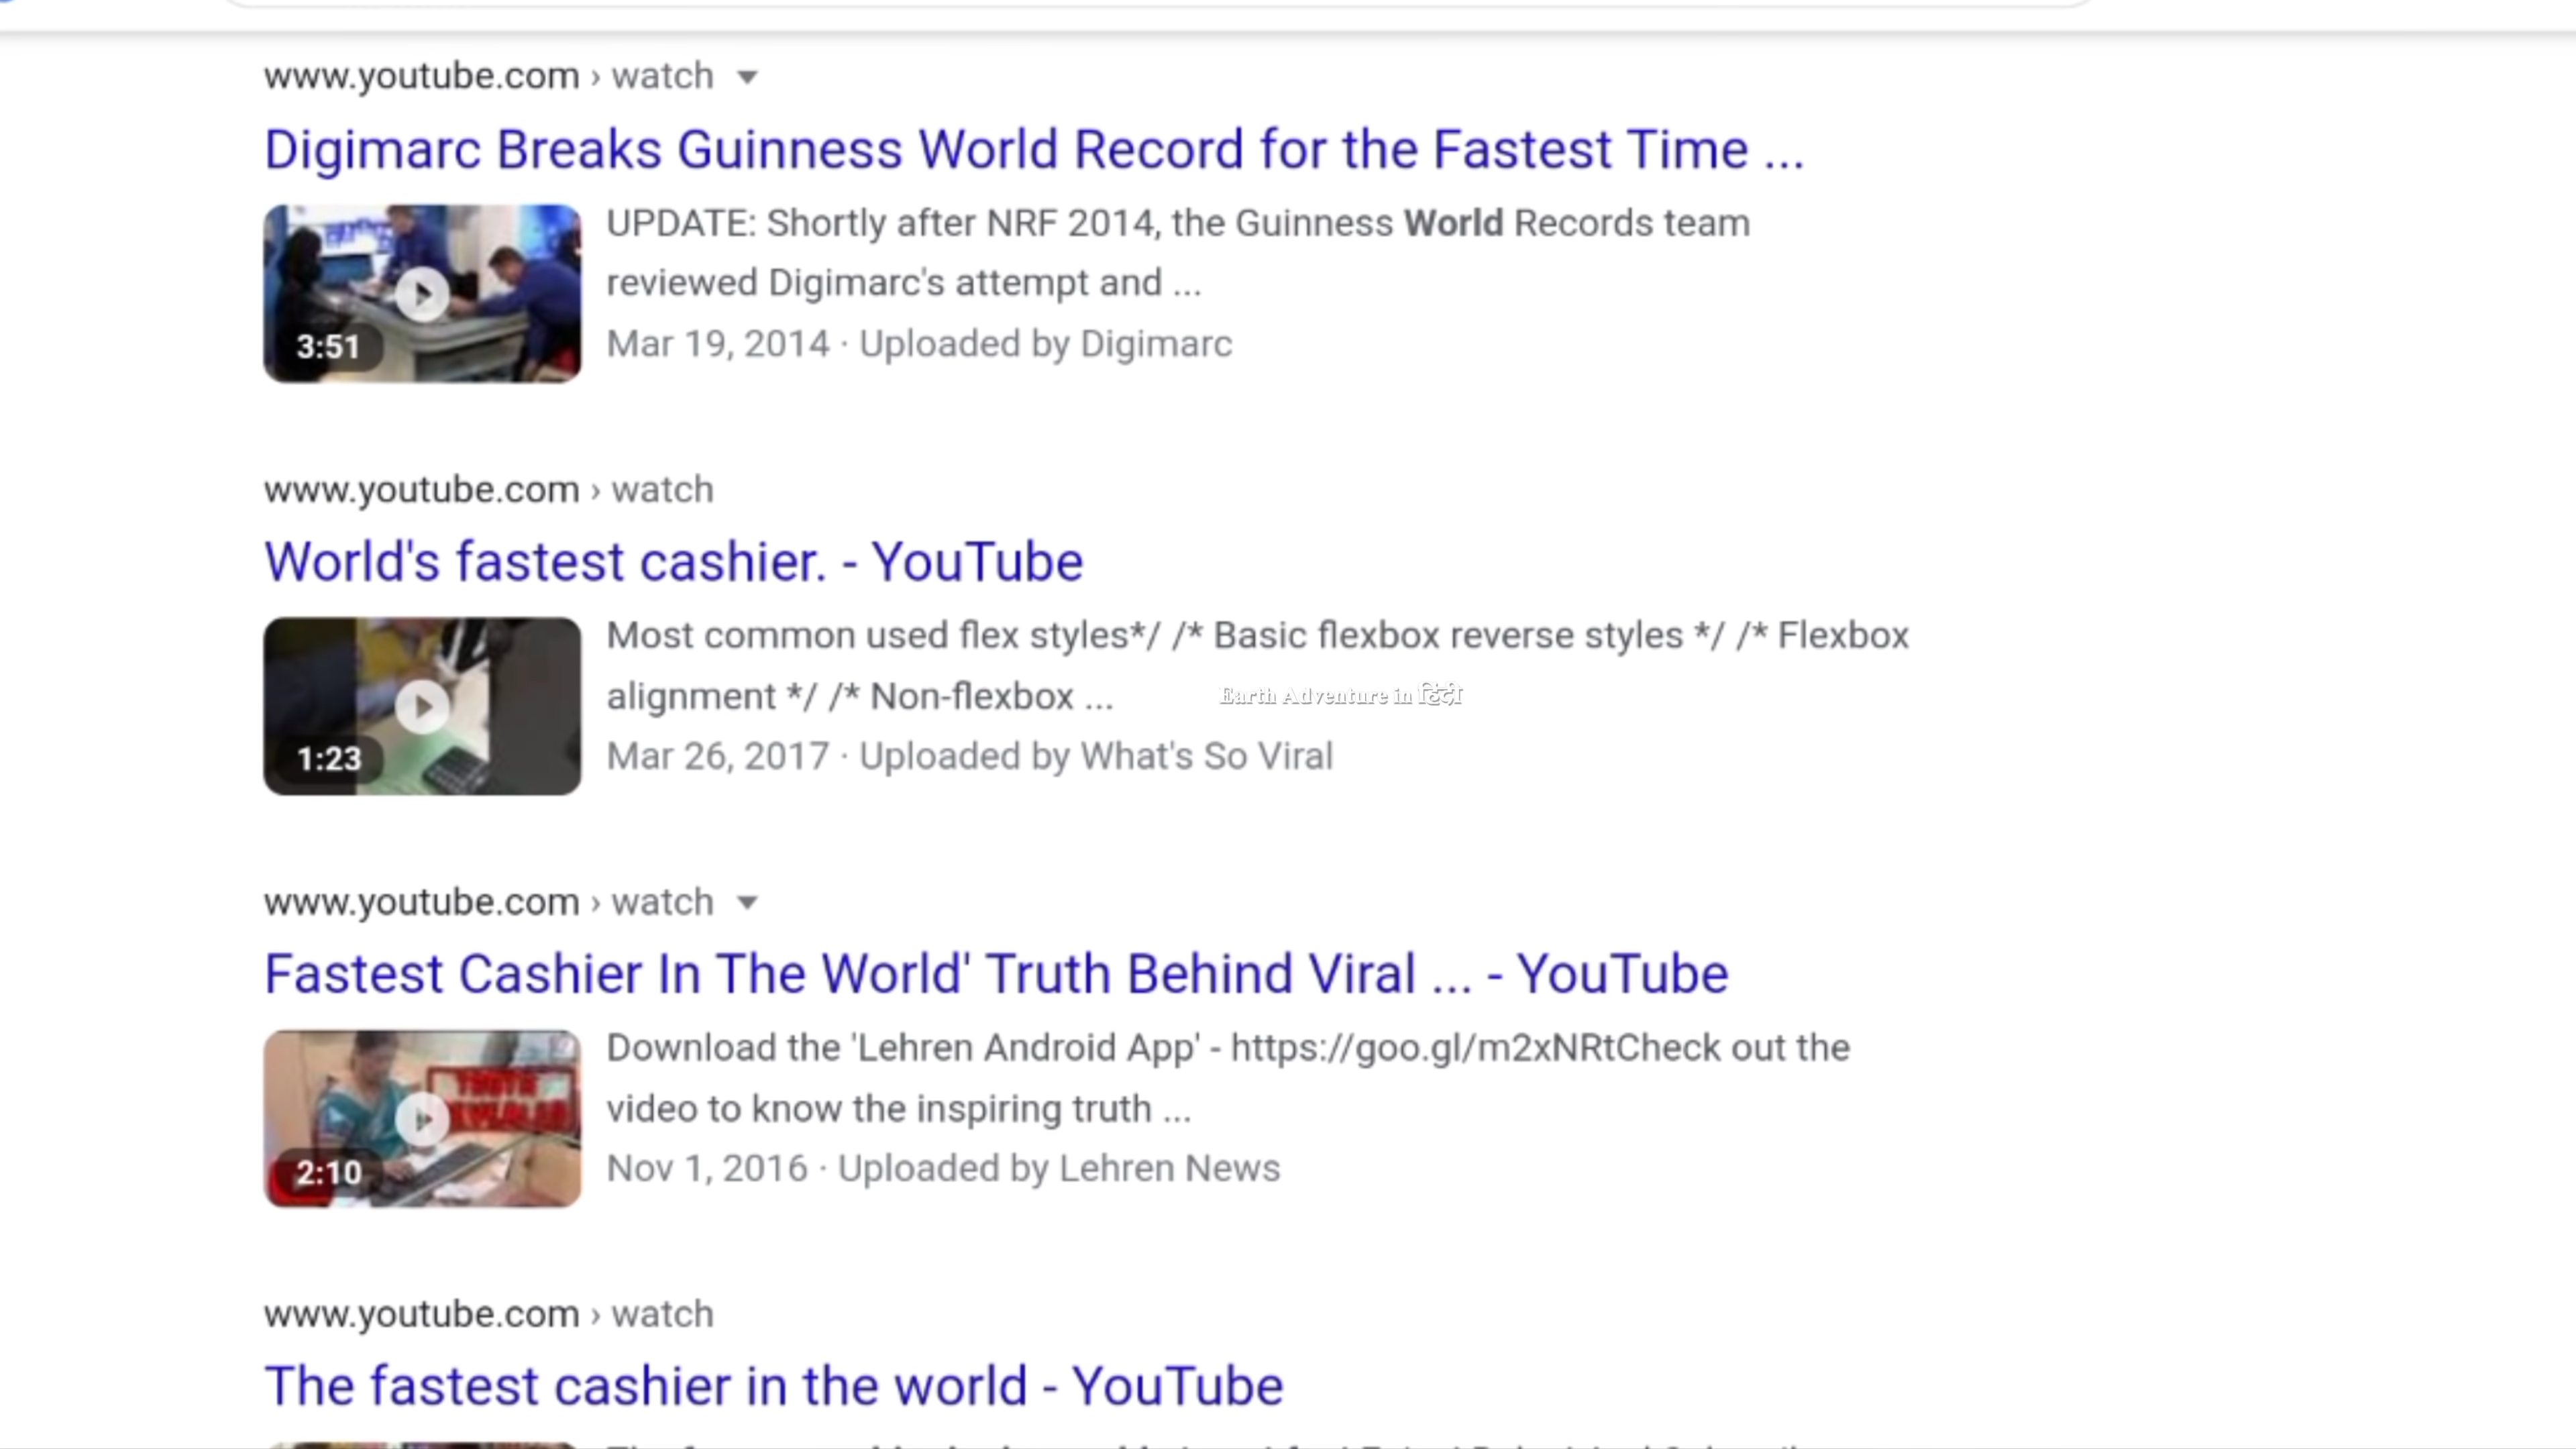 www.youtube.com › watch
Digimarc Breaks Guinness World Record for the Fastest Time ...
UPDATE: Shortly after NRF 2014, the Guinness World Records team
reviewed Digimarc's attempt and ...
3:51
Mar 19, 2014 · Uploaded by Digimarc
www.youtube.com › watch
World's fastest cashier. - YouTube
Most common used flex styles*/ /* Basic flexbox reverse styles */ /* Flexbox
alignment */ /* Non-flexbox ...
Earth Adventure in हिंदी
1:23
Mar 26, 2017 · Uploaded by What's So Viral
www.youtube.com › watch
Fastest Cashier In The World' Truth Behind Viral ... - YouTube
Download the 'Lehren Android App' - https://goo.gl/m2xNRtCheck out the
video to know the inspiring truth ...
2:10
Nov 1, 2016 · Uploaded by Lehren News
www.youtube.com › watch
The fastest cashier in the world - YouTube